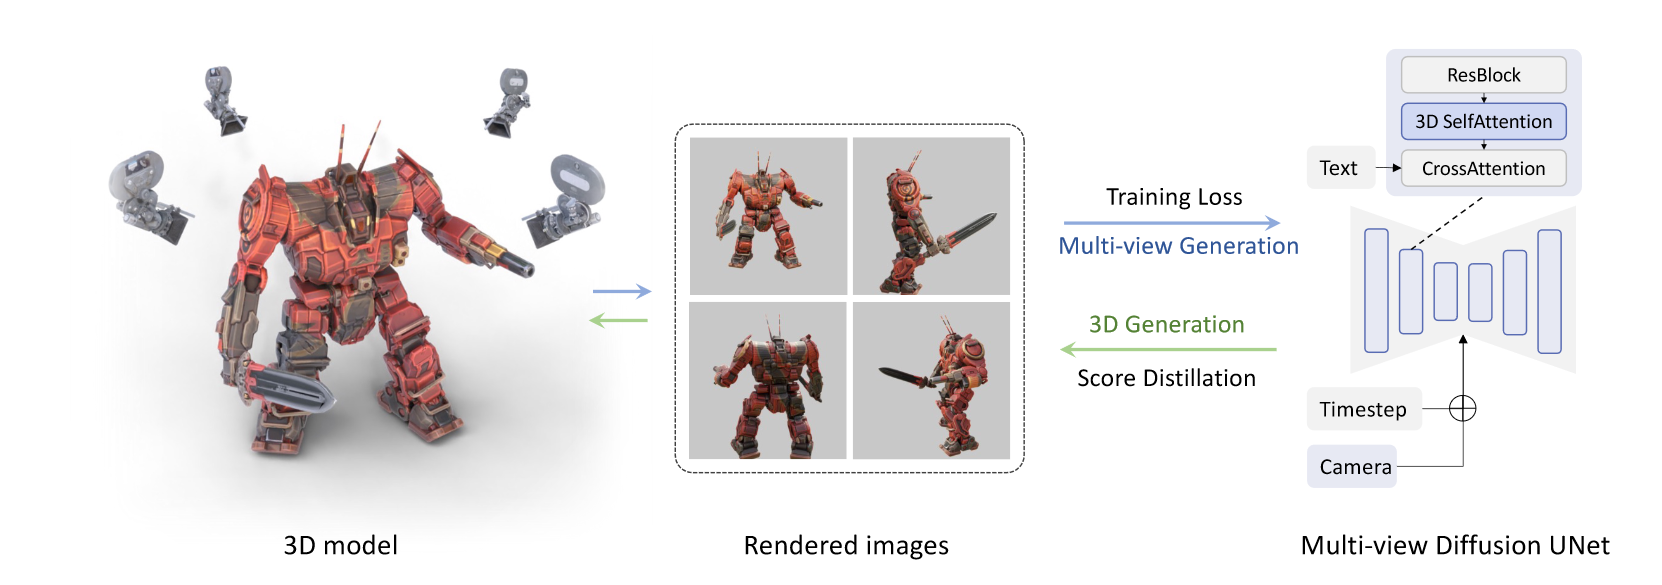 ResBlock
3D SelfAttention
Text
CrossAttention
Training Loss
Multi-view Generation
3D Generation
Score Distillation
Timestep
Camera
3D model
Rendered images
Multi-view Diffusion UNet